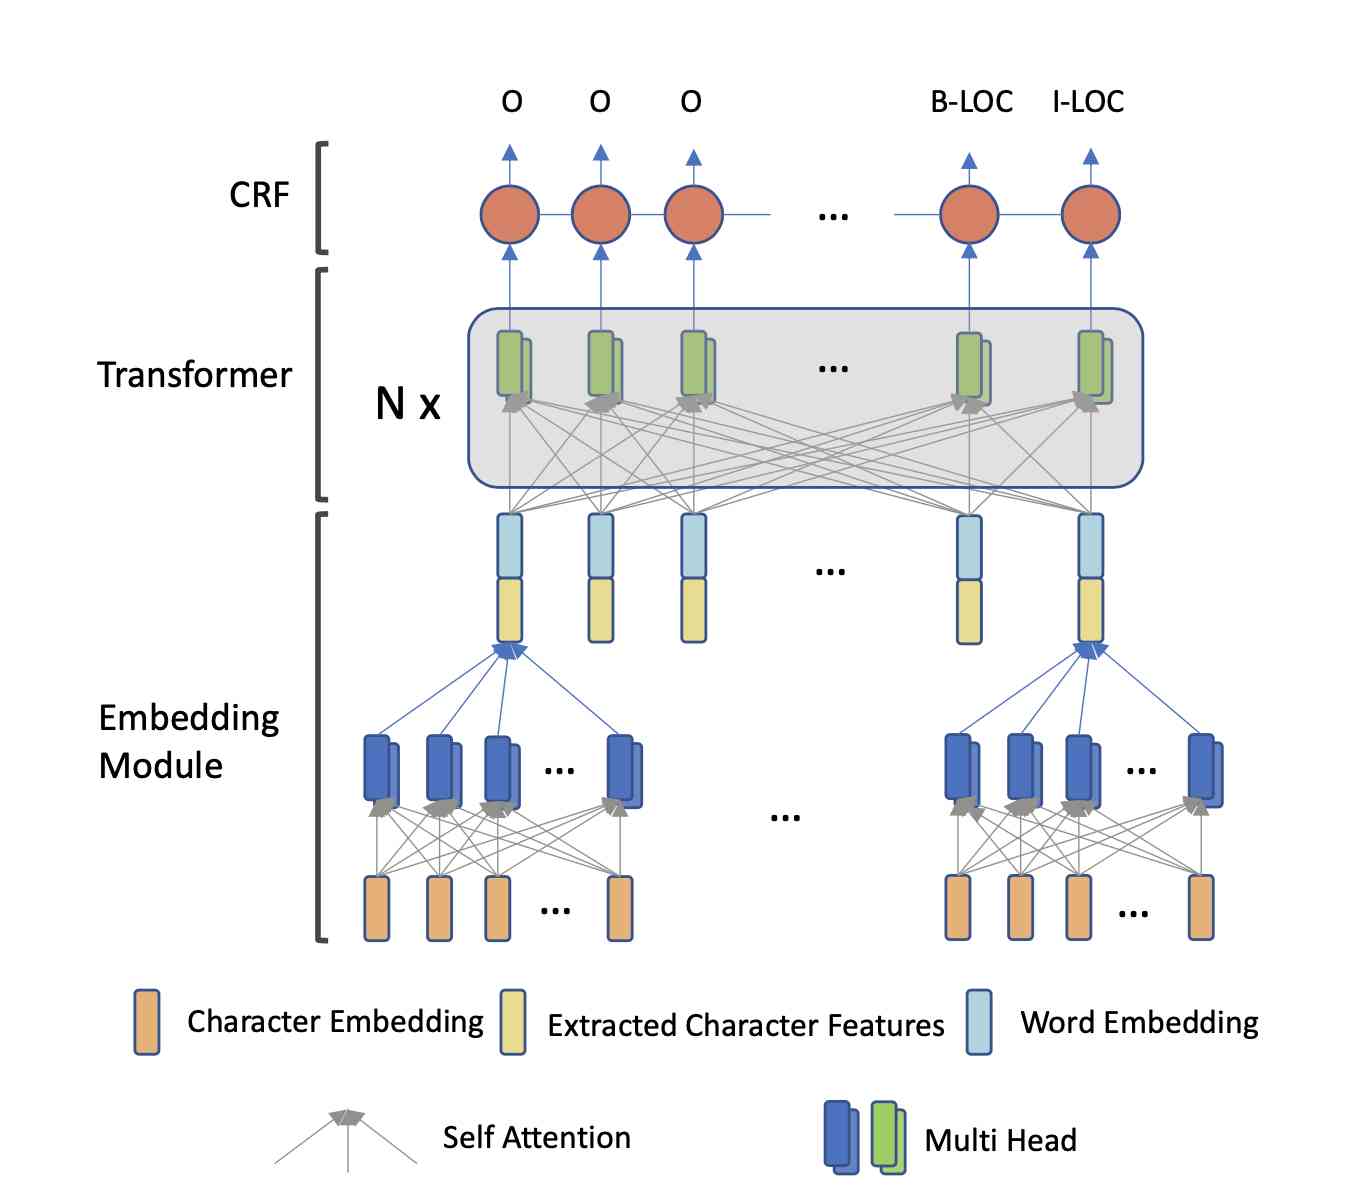 O O O ... B-LOC I-LOC
CRF
...
Transformer
N x
...
...
Embedding
Module
... ...
...
... ...
Character Embedding
Extracted Character Features
Word Embedding
Self Attention
Multi Head